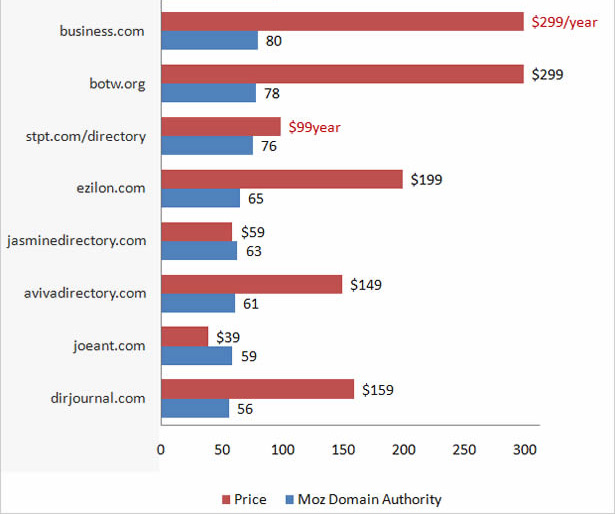 business.com
$299/year
80
botw.org
$299
78
stpt.com/directory
$99year
76
ezilon.com
$199
65
jasminedirectory.com
$59
63
avivadirectory.com
$149
61
joeant.com
$39
59
dirjournal.com
$159
56
0 50 100 150 200 250 300
Price Moz Domain Authority